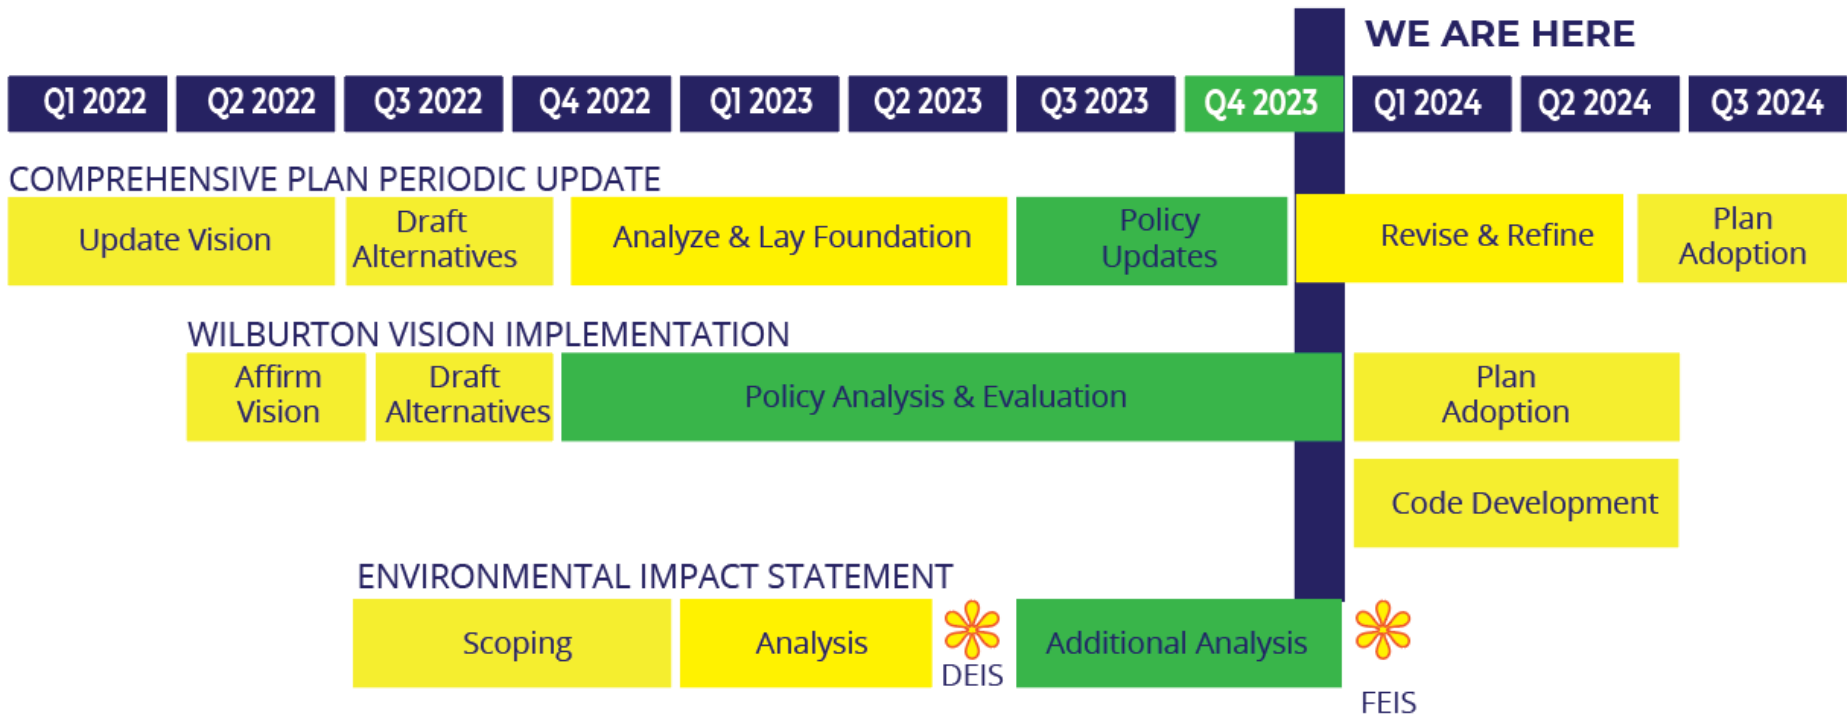 WE ARE HERE
Q1 2022 Q2 2022 Q3 2022 Q4 2022 Q1 2023 Q2 2023 Q3 2023 Q4 2023 Q1 2024 Q2 2024 Q3 2024
COMPREHENSIVE PLAN PERIODIC UPDATE
Update Vision
Draft
Alternatives
Analyze & Lay Foundation
Policy
Updates
Revise & Refine
Plan
Adoption
WILBURTON VISION IMPLEMENTATION
Affirm
Vision
Draft
Alternatives
Policy Analysis & Evaluation
Plan
Adoption
Code Development
ENVIRONMENTAL IMPACT STATEMENT
Scoping
Analysis
DEIS
Additional Analysis
FEIS